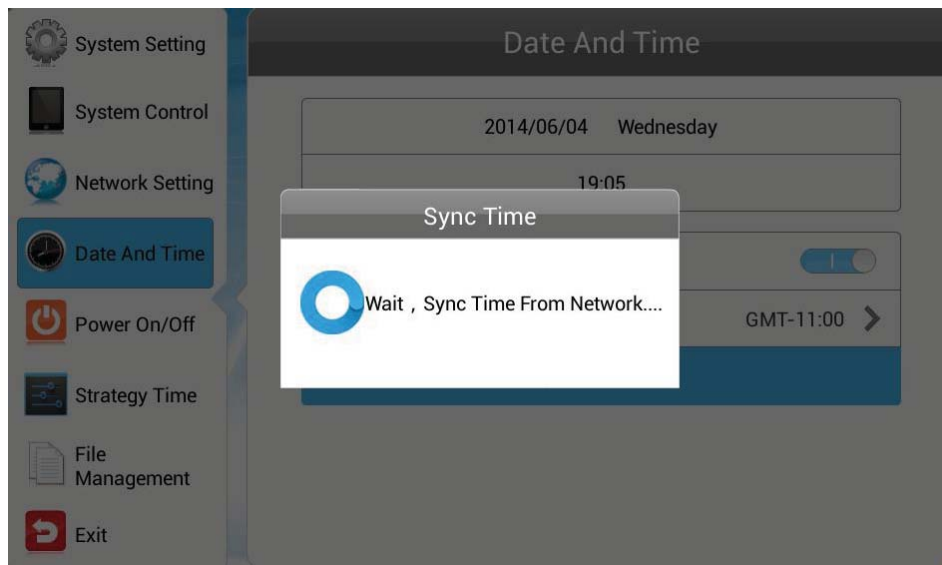 System Setting
System Control
Network Setting
Date And Time
Power On/Off
Strategy Time
File
Management
Exit
Date And Time
2014/06/04 Wednesday
19:05
Sync Time
Wait , Sync Time From Network....
GMT-11:00